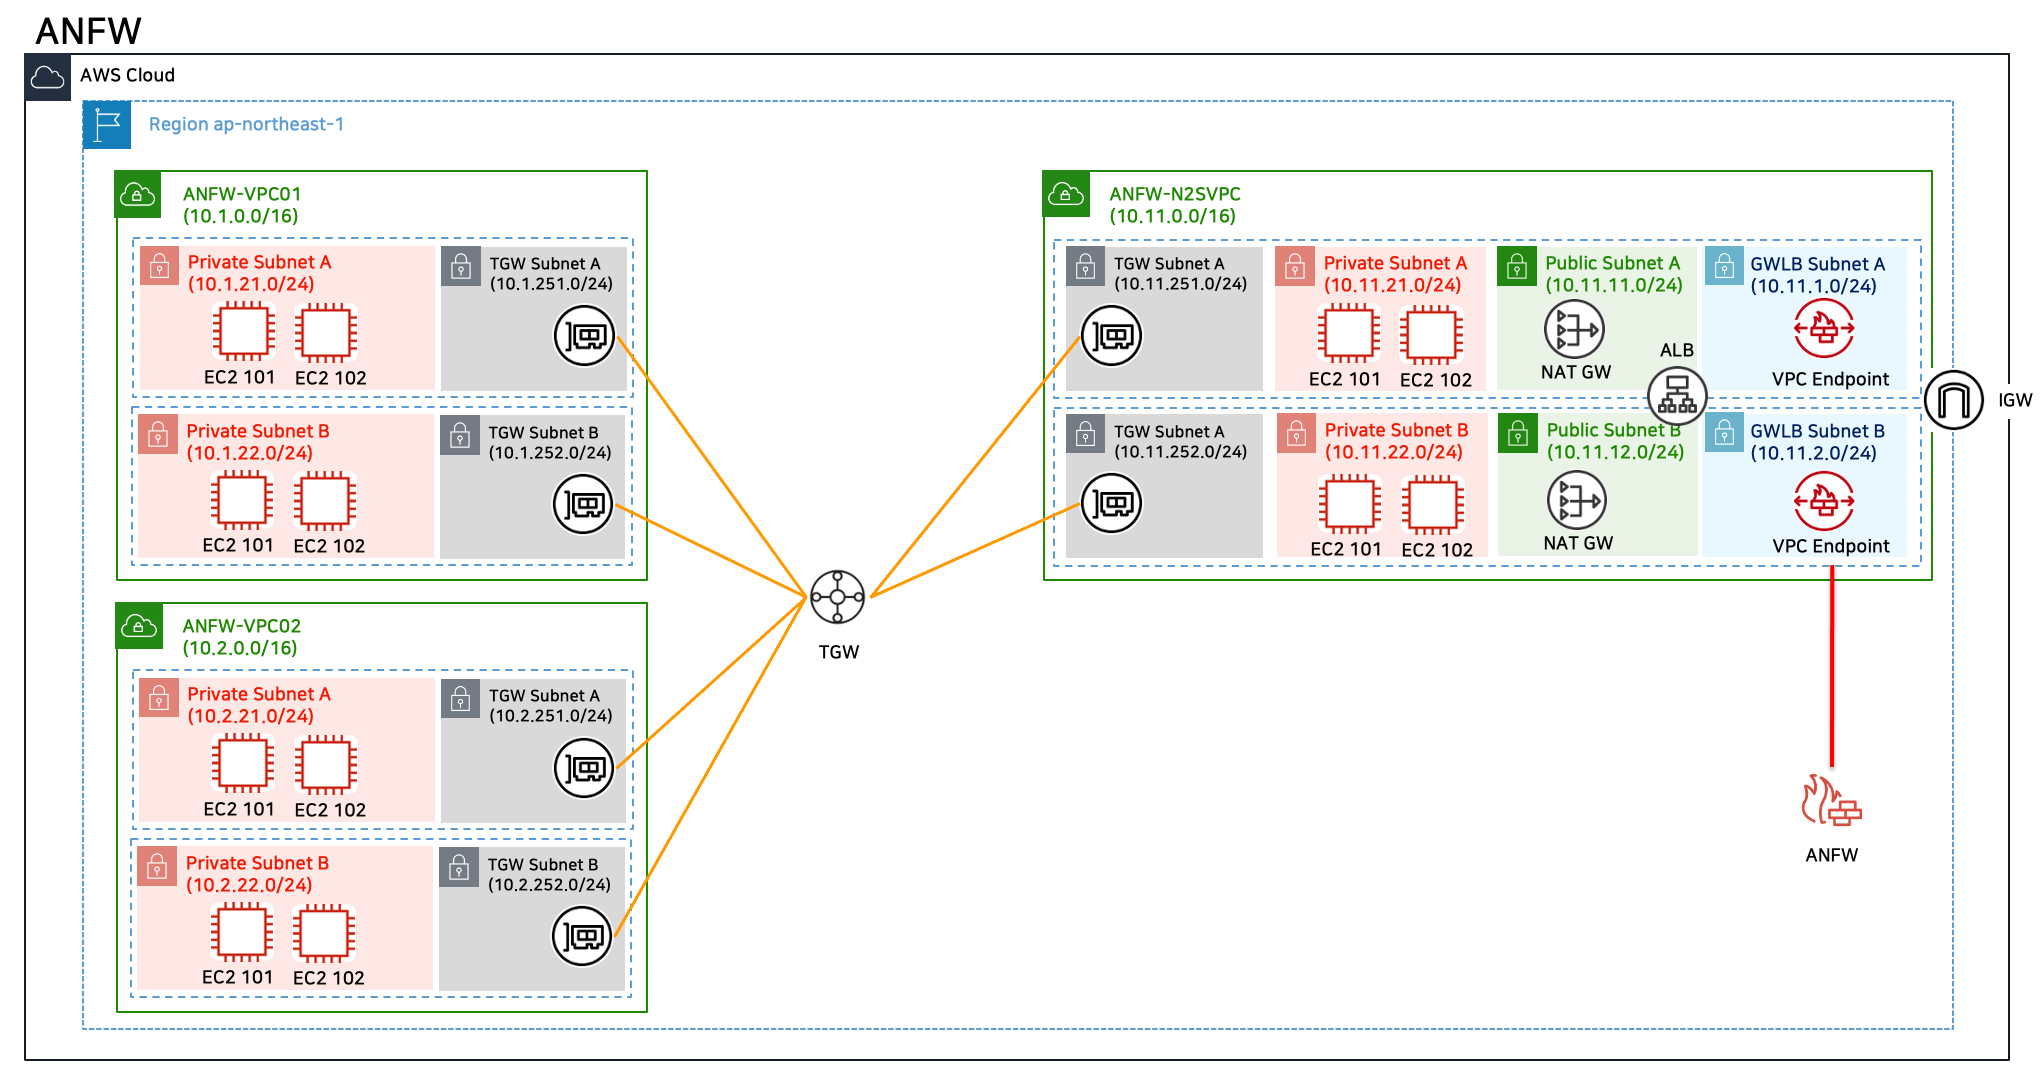 ANFW
AWS Cloud
Region ap-northeast-1
ANFW-VPC01
(10.1.0.0/16)
Private Subnet A
(10.1.21.0/24)
EC2 101
EC2 102
TGW Subnet A
(10.1.251.0/24)
Private Subnet B
(10.1.22.0/24)
EC2 101
EC2 102
TGW Subnet B
(10.1.252.0/24)
ANFW-VPC02
(10.2.0.0/16)
Private Subnet A
(10.2.21.0/24)
EC2 101
EC2 102
TGW Subnet A
(10.2.251.0/24)
Private Subnet B
(10.2.22.0/24)
EC2 101
EC2 102
TGW Subnet B
(10.2.252.0/24)
TGW
ANFW-N2SVPC
(10.11.0.0/16)
TGW Subnet A
(10.11.251.0/24)
Private Subnet A
(10.11.21.0/24)
EC2 101
EC2 102
Public Subnet A
(10.11.11.0/24)
NAT GW
ALB
GWLB Subnet A
(10.11.1.0/24)
VPC Endpoint
TGW Subnet A
(10.11.252.0/24)
Private Subnet B
(10.11.22.0/24)
EC2 101
EC2 102
Public Subnet B
(10.11.12.0/24)
NAT GW
GWLB Subnet B
(10.11.2.0/24)
VPC Endpoint
IGW
ANFW